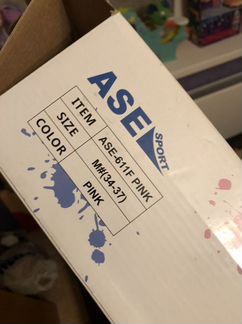 ASE
SPORT
ITEM ASE-611F PINK
SIZE M#(34-37)
COLOR PINK